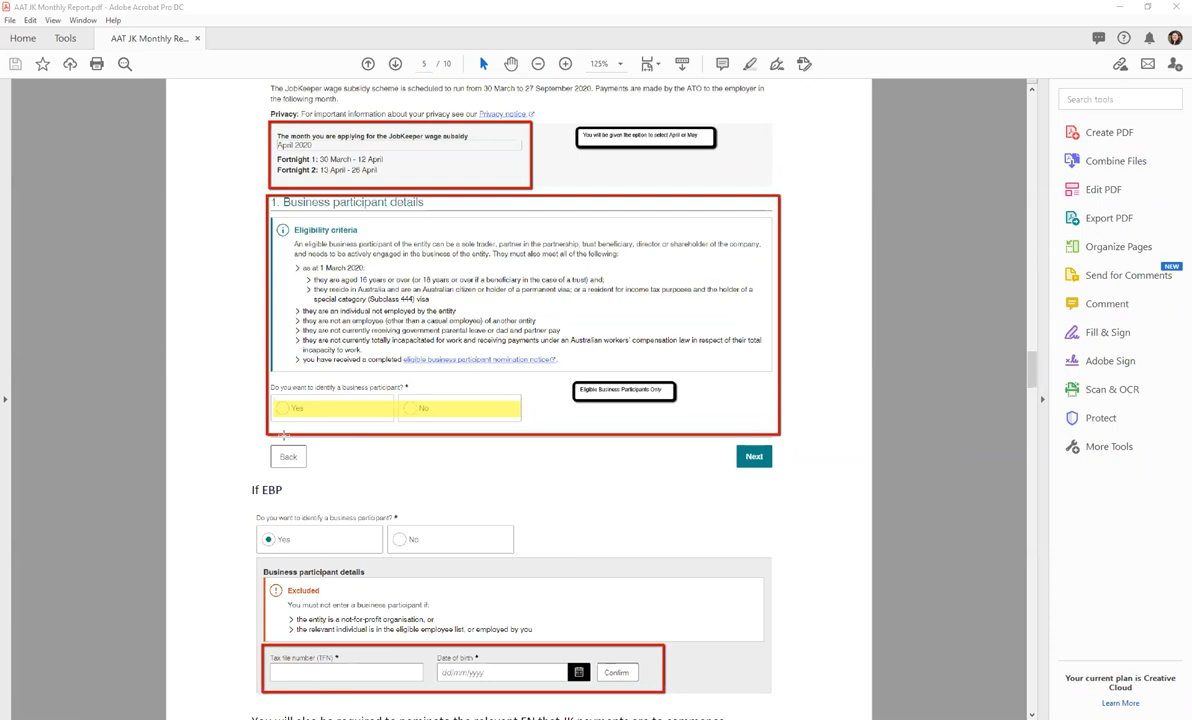 AAT JK Monthly Report.pdf - Adobe Acrobat Pro DC
File Edit View Window Help
Home Tools AAT JK Monthly Re... ×
5 / 10 125%
The JobKeeper wage subsidy scheme is scheduled to run from 30 March to 27 September 2020. Payments are made by the ATO to the employer in
the following month.
Privacy: For important information about your privacy see our Privacy notice
The month you are applying for the JobKeeper wage subsidy
April 2020
Fortnight 1: 30 March - 12 April
Fortnight 2: 13 April - 26 April
You will be given the option to select April or May
1. Business participant details
Eligibility criteria
An eligible business participant of the entity can be a sole trader, partner in the partnership, trust beneficiary, director or shareholder of the company,
and needs to be actively engaged in the business of the entity. They must also meet all of the following:
as at 1 March 2020:
they are aged 16 years or over (or 18 years or over if a beneficiary in the case of a trust) and;
they reside in Australia and are an Australian citizen or holder of a permanent visa; or a resident for income tax purposes and the holder of a
special category (Subclass 444) visa
they are an individual not employed by the entity
they are not an employee (other than a casual employee) of another entity
they are not currently receiving government parental leave or dad and partner pay
they are not currently totally incapacitated for work and receiving payments under an Australian workers' compensation law in respect of their total
incapacity to work.
you have received a completed eligible business participant nomination notice.
Do you want to identify a business participant? *
Yes No
Eligible Business Participants Only
Back Next
If EBP
Do you want to identify a business participant? *
Yes No
Business participant details
Excluded
You must not enter a business participant if:
the entity is a not-for-profit organisation, or
the relevant individual is in the eligible employee list, or employed by you
Tax file number (TFN) * Date of birth *
dd/mm/yyyy Confirm
You will also be required to nominate the relevant FN that JK payments are to commence
Search tools
Create PDF
Combine Files
Edit PDF
Export PDF
Organize Pages
NEW
Send for Comments
Comment
Fill & Sign
Adobe Sign
Scan & OCR
Protect
More Tools
Your current plan is Creative
Cloud
Learn More